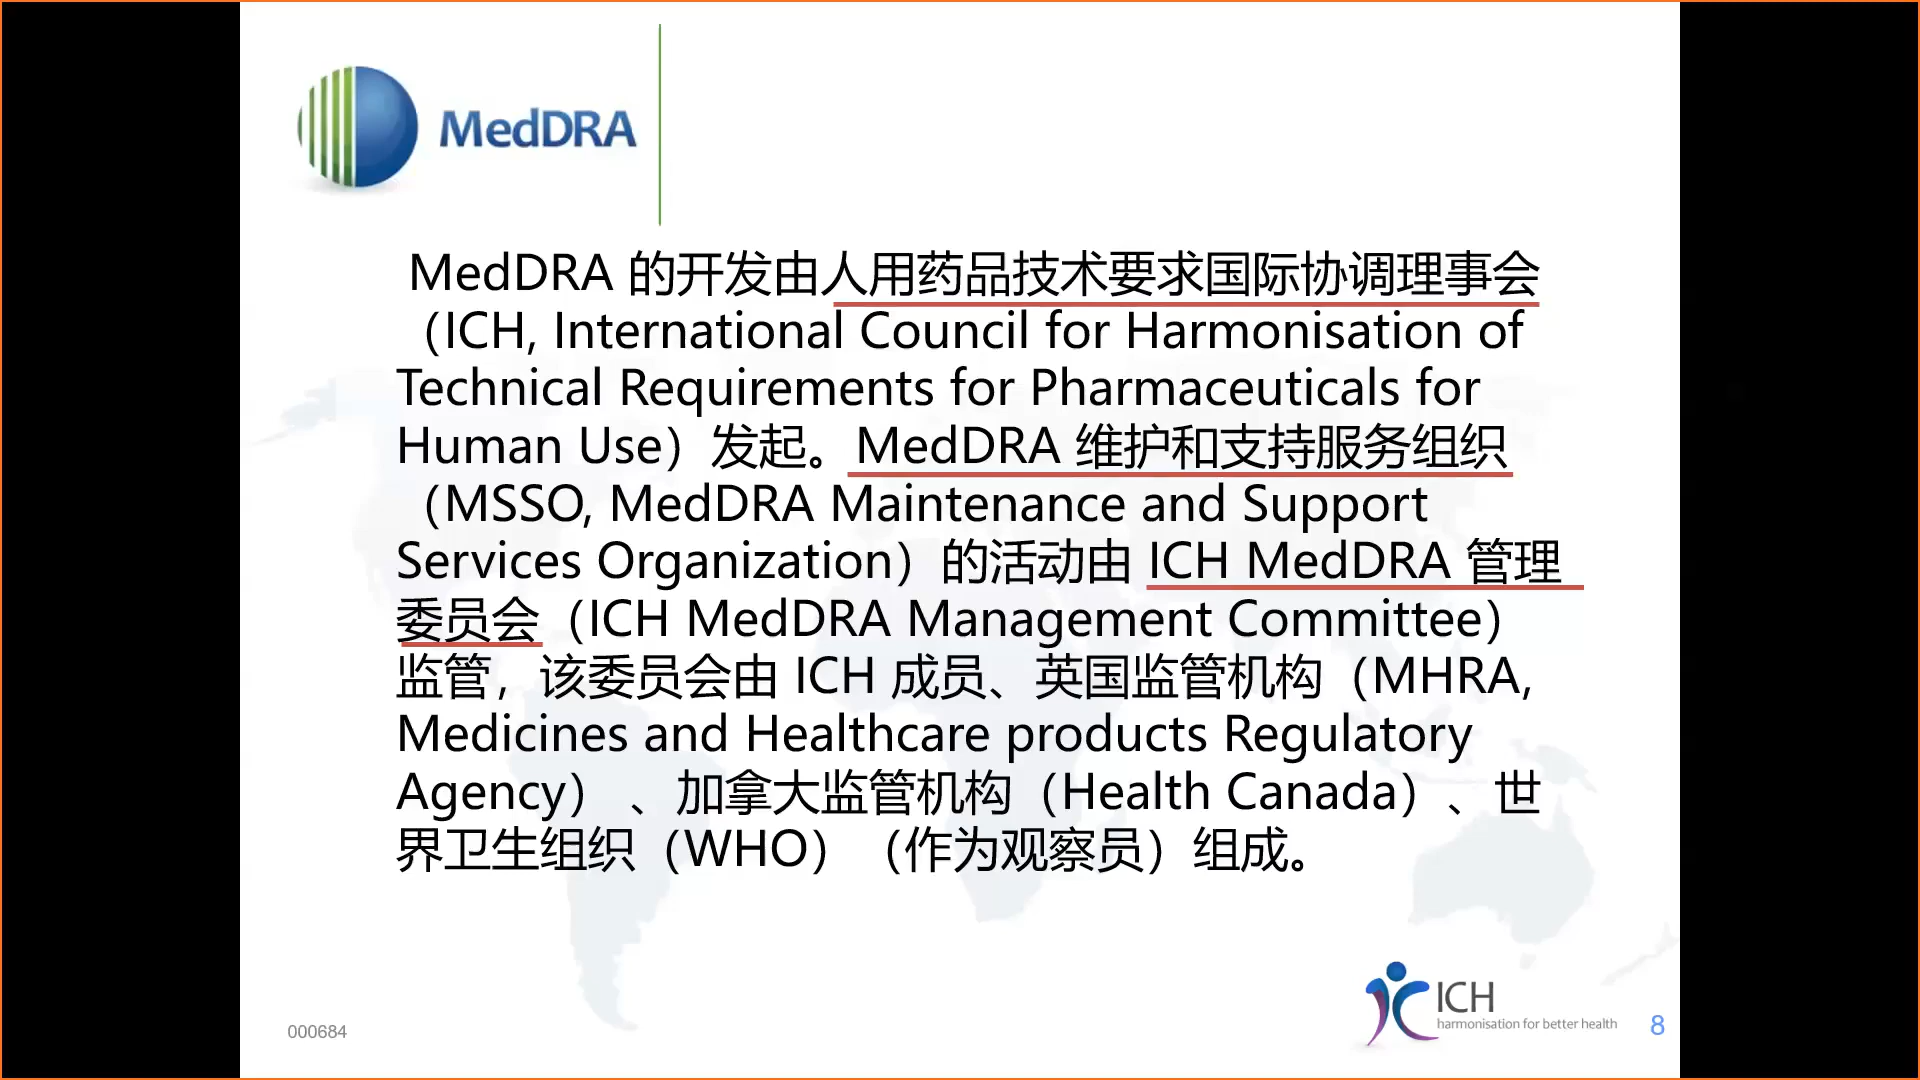 MedDRA
MedDRA 的开发由人用药品技术要求国际协调理事会
（ICH, International Council for Harmonisation of
Technical Requirements for Pharmaceuticals for
Human Use）发起。MedDRA 维护和支持服务组织
（MSSO, MedDRA Maintenance and Support
Services Organization）的活动由 ICH MedDRA 管理
委员会（ICH MedDRA Management Committee）
监管，该委员会由 ICH 成员、英国监管机构（MHRA,
Medicines and Healthcare products Regulatory
Agency） 、加拿大监管机构（Health Canada）、世
界卫生组织（WHO）（作为观察员）组成。
ICH
harmonisation for better health
000684
8